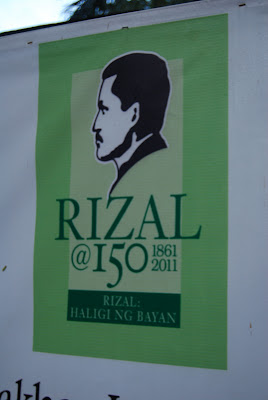 RIZAL
@150 1861
2011
RIZAL:
HALIGI NG BAYAN